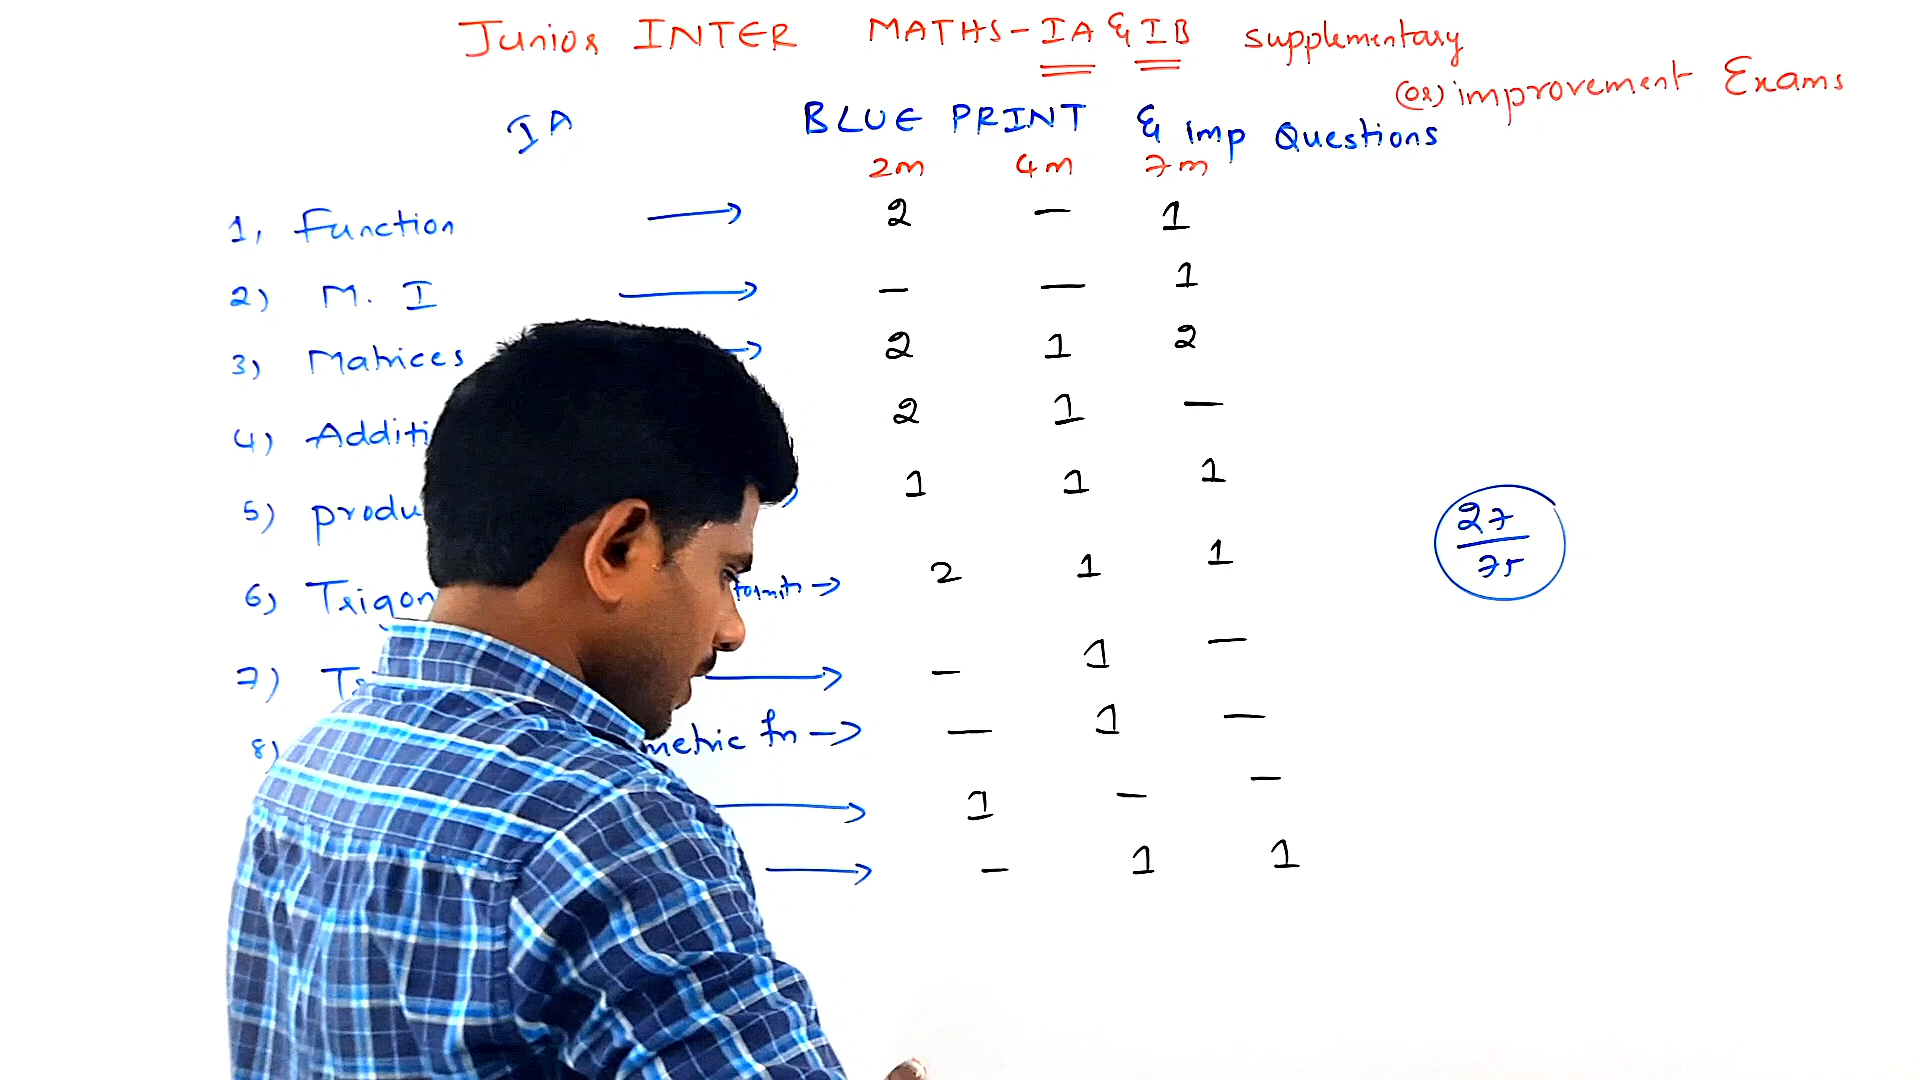 Junior INTER MATHS - IA & IB supplementary
(or) improvement Exams
IA BLUE PRINT & imp Questions
2m 4m 7m
1, Function → 2 — 1
2) M. I → — — 1
3) Matrices → 2 1 2
4) Additi 2 1 —
5) produ 1 1 1
6) Trigon → 2 1 1
7) Tr → — 1 —
8) metric fn → — 1 —
→ 1 — —
→ — 1 1
27
75